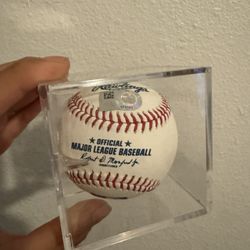 Rawlings
OFFICIAL
MAJOR LEAGUE BASEBALL
Robert D. Manfred Jr.